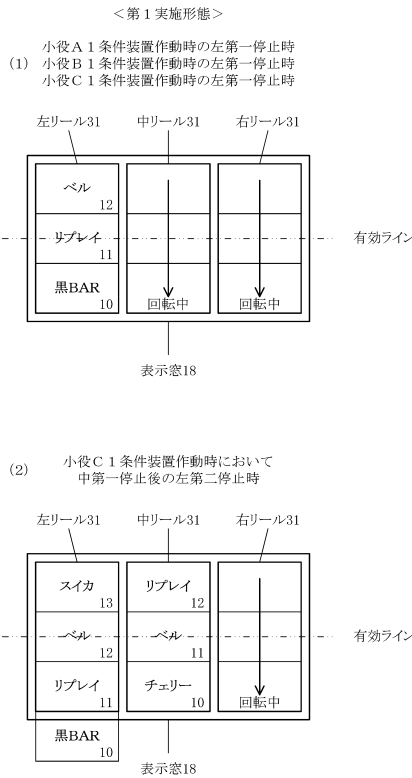 ＜第１実施形態＞
小役Ａ１条件装置作動時の左第一停止時
(1) 小役Ｂ１条件装置作動時の左第一停止時
小役Ｃ１条件装置作動時の左第一停止時
左リール31 中リール31 右リール31
ベル
12
リプレイ
11
有効ライン
黒BAR
10
回転中 回転中
表示窓18
(2) 小役Ｃ１条件装置作動時において
中第一停止後の左第二停止時
左リール31 中リール31 右リール31
スイカ リプレイ
13 12
ベル ベル
12 11
有効ライン
リプレイ チェリー
11 10
回転中
黒BAR
10
表示窓18